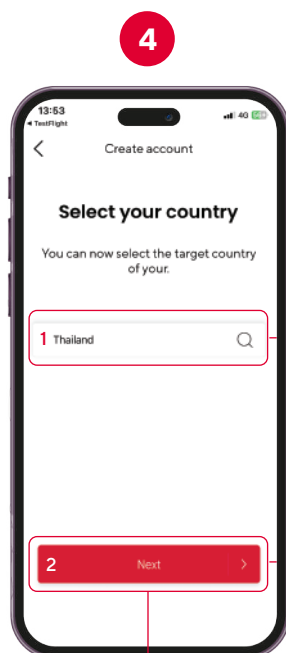 4
13:53
4G
◄ TestFlight
Create account
Select your country
You can now select the target country
of your.
1 Thailand
2 Next